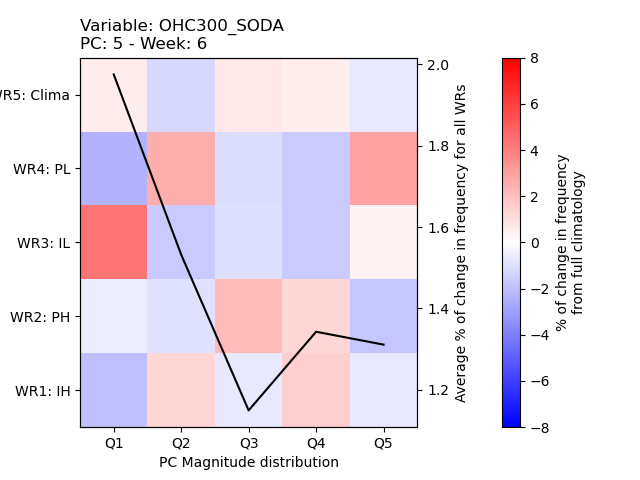 Variable: OHC300_SODA
PC: 5 - Week: 6
WR5: Clima
WR4: PL
WR3: IL
WR2: PH
WR1: IH
Q1 Q2 Q3 Q4 Q5
PC Magnitude distribution
2.0
1.8
1.6
1.4
1.2
Average % of change in frequency for all WRs
8
6
4
2
0
−2
−4
−6
−8
% of change in frequency
from full climatology